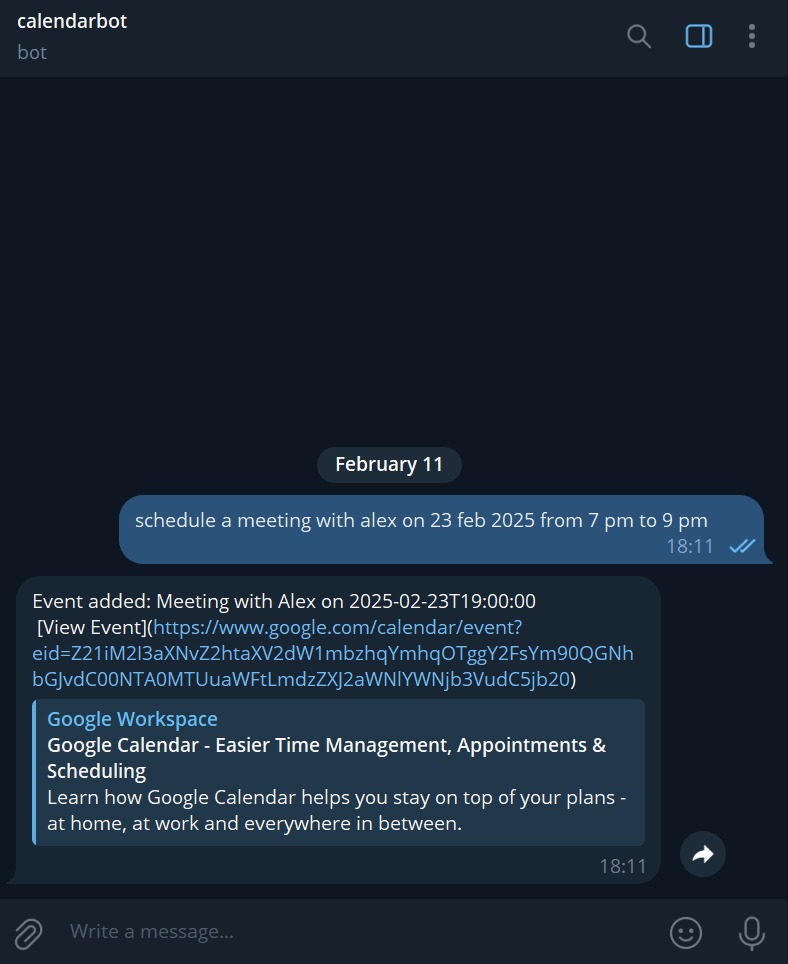 calendarbot
bot
February 11
schedule a meeting with alex on 23 feb 2025 from 7 pm to 9 pm
18:11
Event added: Meeting with Alex on 2025-02-23T19:00:00
[View Event](https://www.google.com/calendar/event?
eid=Z21iM2I3aXNvZ2htaXV2dW1mbzhqYmhqOTggY2FsYm90QGNh
bGJvdC00NTA0MTUuaWFtLmdzZXJ2aWNlYWNjb3VudC5jb20)
Google Workspace
Google Calendar - Easier Time Management, Appointments &
Scheduling
Learn how Google Calendar helps you stay on top of your plans -
at home, at work and everywhere in between.
18:11
Write a message...